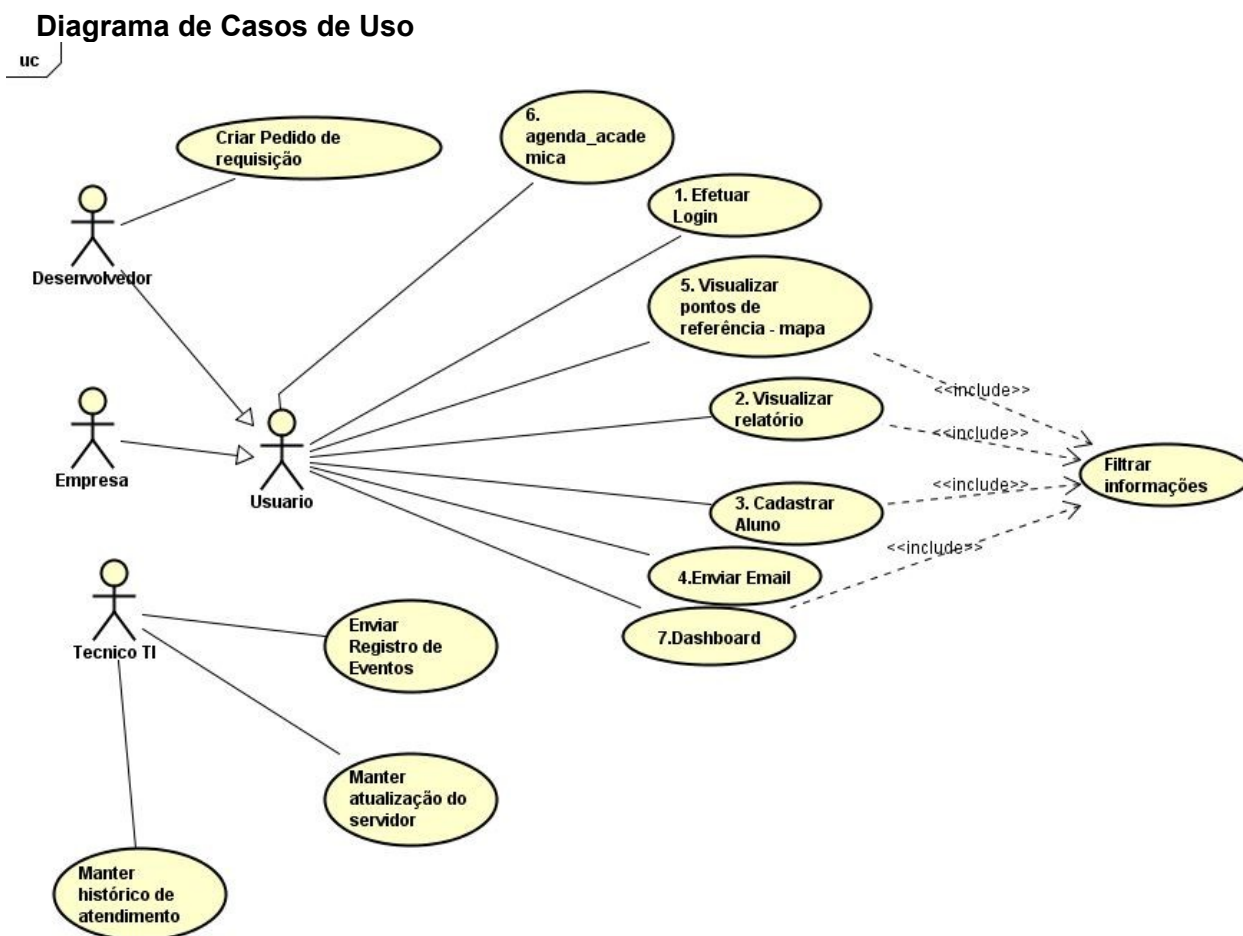 Diagrama de Casos de Uso
uc
Criar Pedido de
requisição
6.
agenda_acade
mica
1. Efetuar
Login
Desenvolvedor
5. Visualizar
pontos de
referência - mapa
<<include>>
2. Visualizar
relatório
<<include>>
Empresa
Usuario
Filtrar
informações
<<include>>
3. Cadastrar
Aluno
<<include>>
4.Enviar Email
7.Dashboard
Tecnico TI
Enviar
Registro de
Eventos
Manter
atualização do
servidor
Manter
histórico de
atendimento